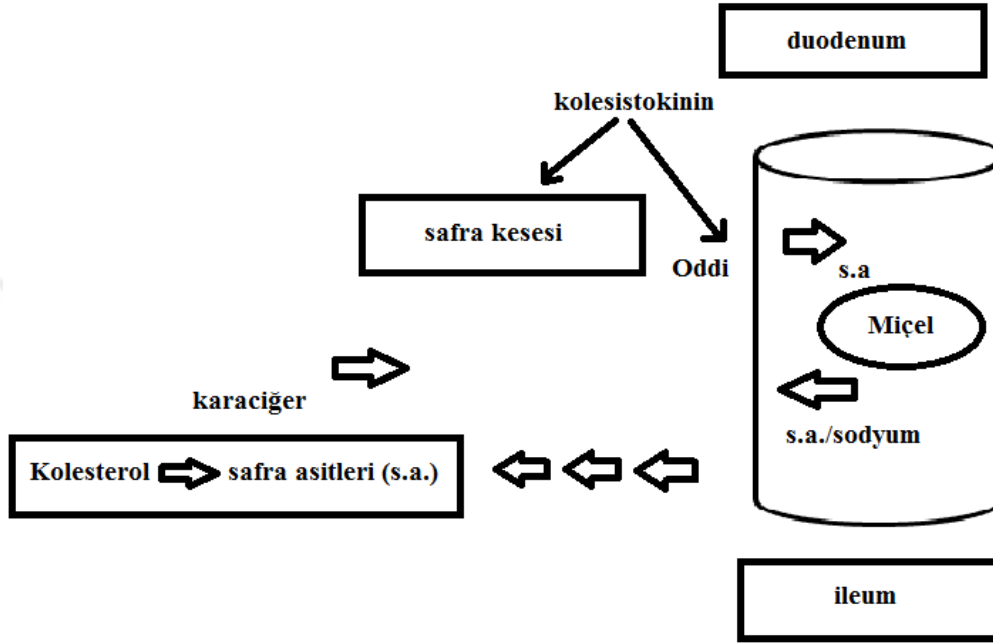 duodenum
kolesistokinin
safra kesesi
Oddi
s.a
Miçel
karaciğer
s.a./sodyum
Kolesterol safra asitleri (s.a.)
ileum